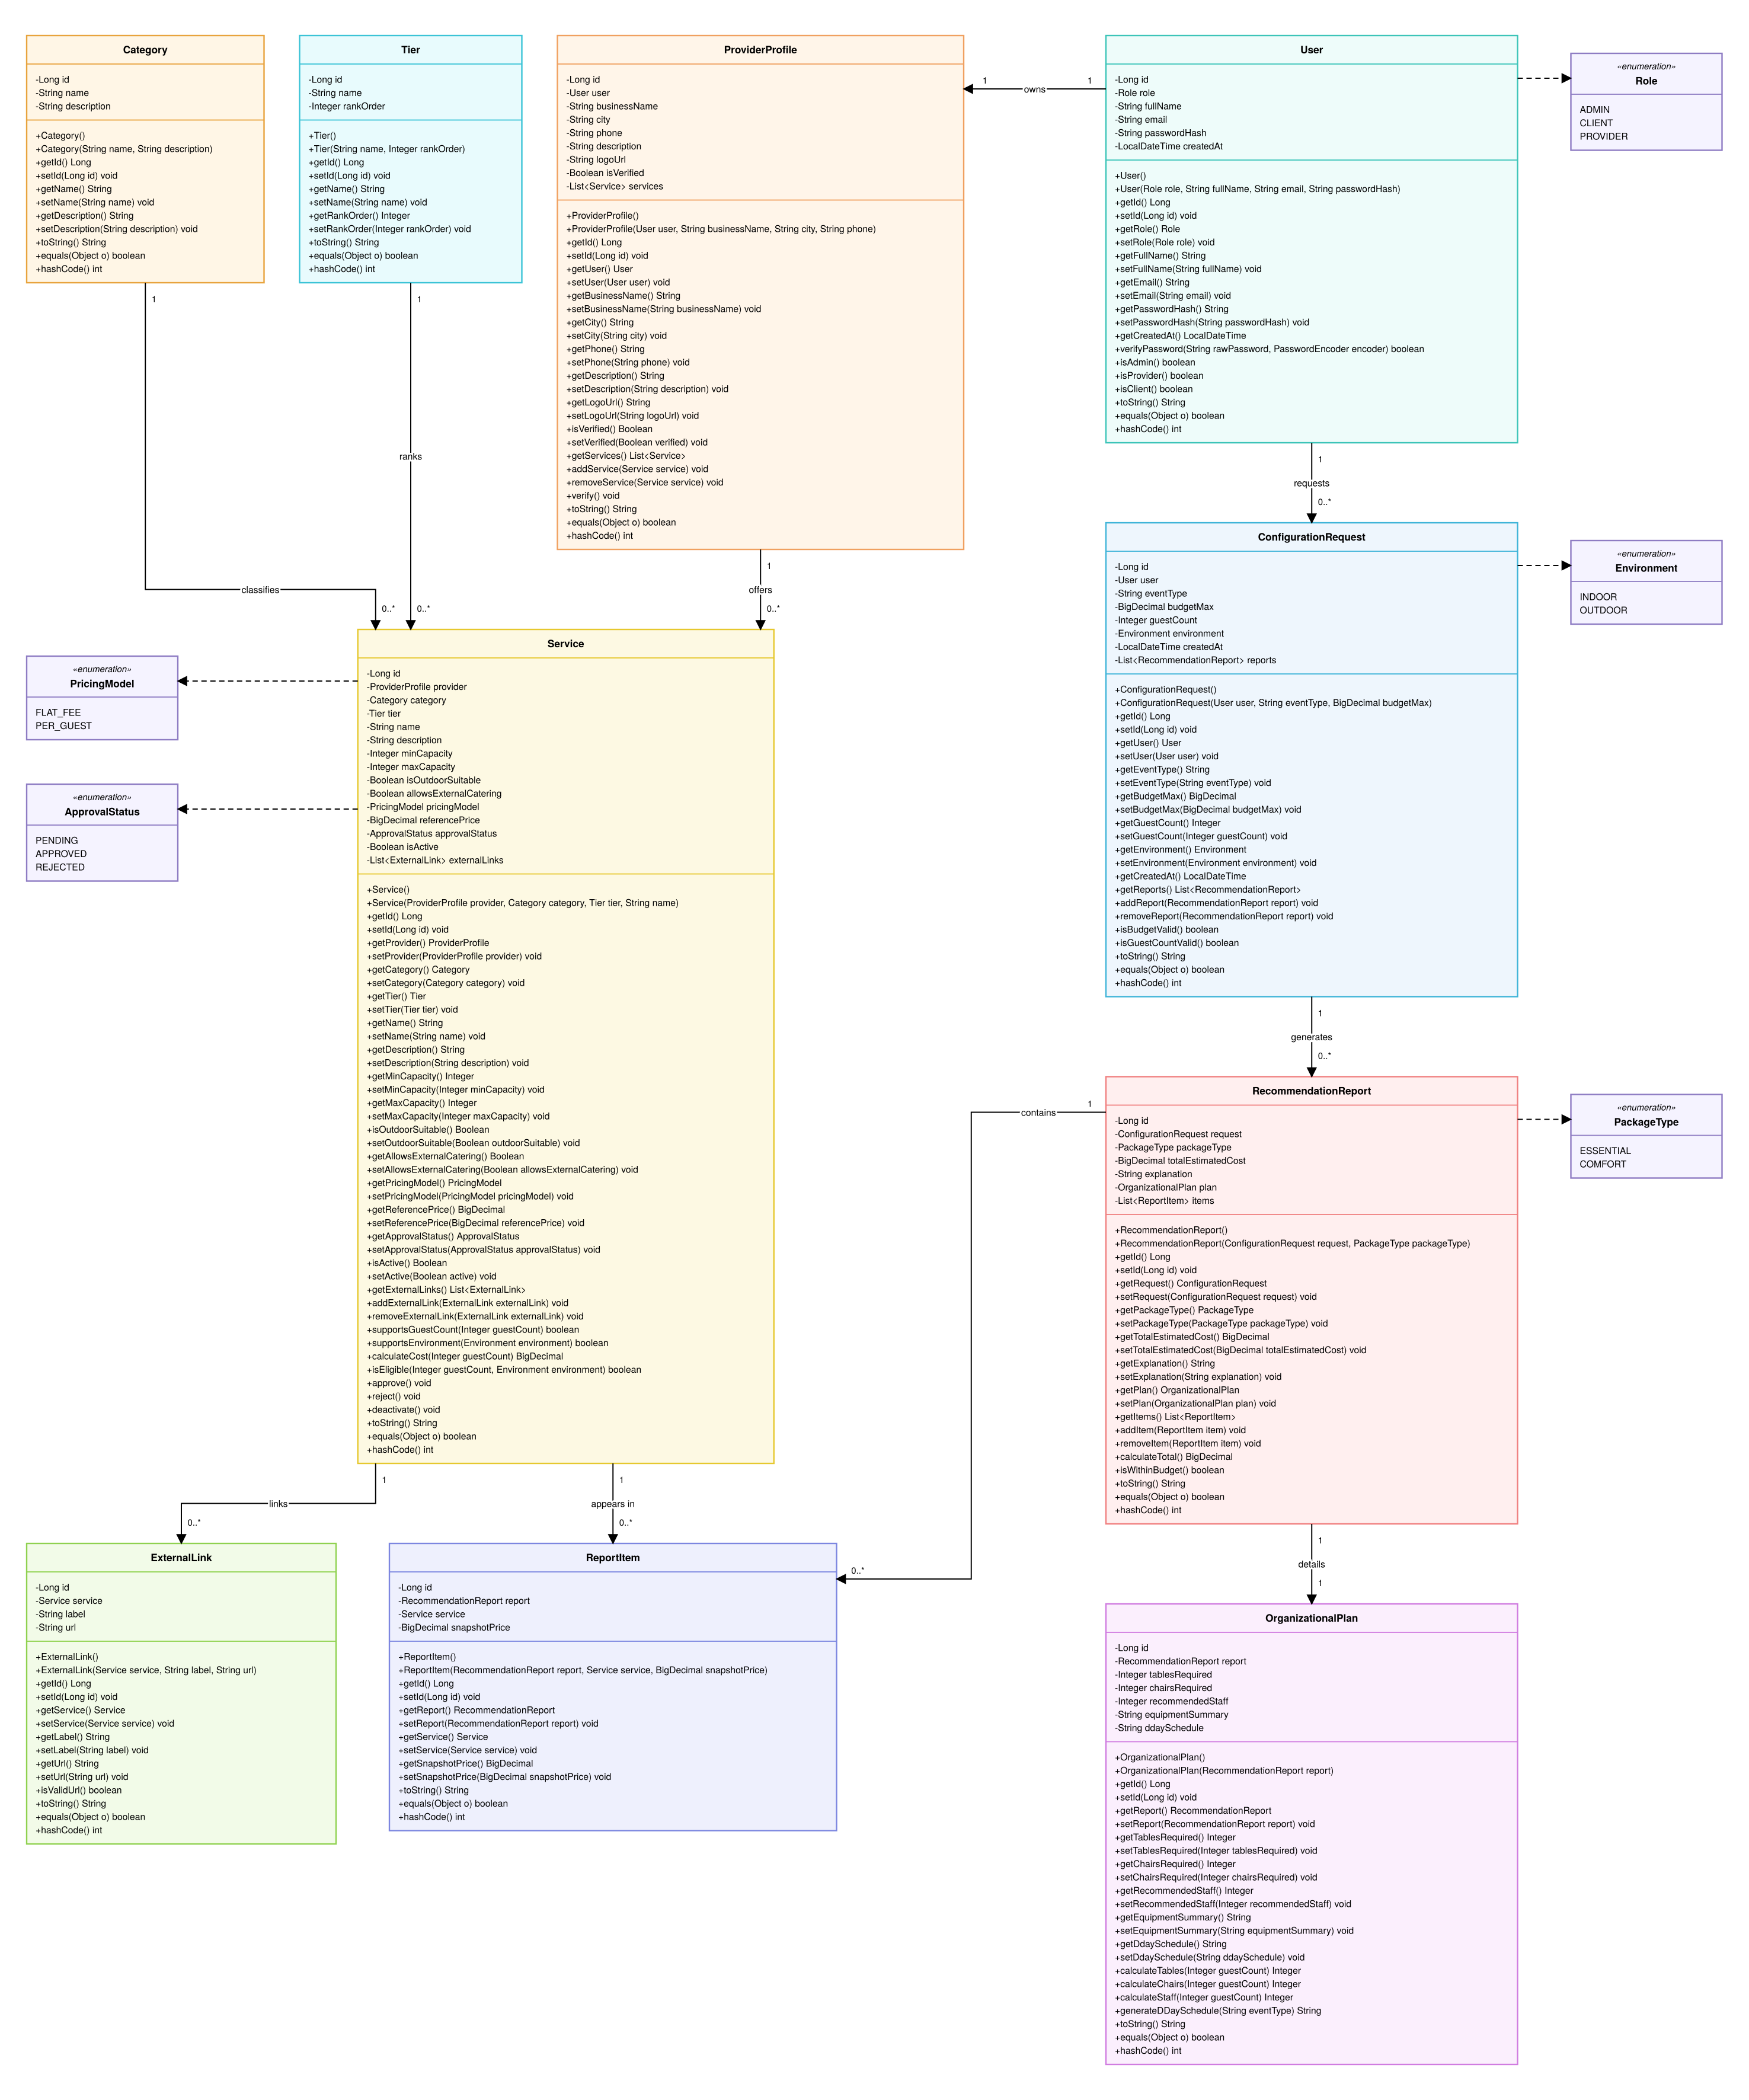 Category
-Long id
-String name
-String description
+Category()
+Category(String name, String description)
+getId() Long
+setId(Long id) void
+getName() String
+setName(String name) void
+getDescription() String
+setDescription(String description) void
+toString() String
+equals(Object o) boolean
+hashCode() int
Tier
-Long id
-String name
-Integer rankOrder
+Tier()
+Tier(String name, Integer rankOrder)
+getId() Long
+setId(Long id) void
+getName() String
+setName(String name) void
+getRankOrder() Integer
+setRankOrder(Integer rankOrder) void
+toString() String
+equals(Object o) boolean
+hashCode() int
ProviderProfile
-Long id
-User user
-String businessName
-String city
-String phone
-String description
-String logoUrl
-Boolean isVerified
-List<Service> services
+ProviderProfile()
+ProviderProfile(User user, String businessName, String city, String phone)
+getId() Long
+setId(Long id) void
+getUser() User
+setUser(User user) void
+getBusinessName() String
+setBusinessName(String businessName) void
+getCity() String
+setCity(String city) void
+getPhone() String
+setPhone(String phone) void
+getDescription() String
+setDescription(String description) void
+getLogoUrl() String
+setLogoUrl(String logoUrl) void
+isVerified() Boolean
+setVerified(Boolean verified) void
+getServices() List<Service>
+addService(Service service) void
+removeService(Service service) void
+verify() void
+toString() String
+equals(Object o) boolean
+hashCode() int
1
owns
1
User
-Long id
-Role role
-String fullName
-String email
-String passwordHash
-LocalDateTime createdAt
+User()
+User(Role role, String fullName, String email, String passwordHash)
+getId() Long
+setId(Long id) void
+getRole() Role
+setRole(Role role) void
+getFullName() String
+setFullName(String fullName) void
+getEmail() String
+setEmail(String email) void
+getPasswordHash() String
+setPasswordHash(String passwordHash) void
+getCreatedAt() LocalDateTime
+verifyPassword(String rawPassword, PasswordEncoder encoder) boolean
+isAdmin() boolean
+isProvider() boolean
+isClient() boolean
+toString() String
+equals(Object o) boolean
+hashCode() int
«enumeration»
Role
ADMIN
CLIENT
PROVIDER
1
classifies
0..*
1
ranks
0..*
1
offers
0..*
1
requests
0..*
«enumeration»
PricingModel
FLAT_FEE
PER_GUEST
«enumeration»
ApprovalStatus
PENDING
APPROVED
REJECTED
Service
-Long id
-ProviderProfile provider
-Category category
-Tier tier
-String name
-String description
-Integer minCapacity
-Integer maxCapacity
-Boolean isOutdoorSuitable
-Boolean allowsExternalCatering
-PricingModel pricingModel
-BigDecimal referencePrice
-ApprovalStatus approvalStatus
-Boolean isActive
-List<ExternalLink> externalLinks
+Service()
+Service(ProviderProfile provider, Category category, Tier tier, String name)
+getId() Long
+setId(Long id) void
+getProvider() ProviderProfile
+setProvider(ProviderProfile provider) void
+getCategory() Category
+setCategory(Category category) void
+getTier() Tier
+setTier(Tier tier) void
+getName() String
+setName(String name) void
+getDescription() String
+setDescription(String description) void
+getMinCapacity() Integer
+setMinCapacity(Integer minCapacity) void
+getMaxCapacity() Integer
+setMaxCapacity(Integer maxCapacity) void
+isOutdoorSuitable() Boolean
+setOutdoorSuitable(Boolean outdoorSuitable) void
+getAllowsExternalCatering() Boolean
+setAllowsExternalCatering(Boolean allowsExternalCatering) void
+getPricingModel() PricingModel
+setPricingModel(PricingModel pricingModel) void
+getReferencePrice() BigDecimal
+setReferencePrice(BigDecimal referencePrice) void
+getApprovalStatus() ApprovalStatus
+setApprovalStatus(ApprovalStatus approvalStatus) void
+isActive() Boolean
+setActive(Boolean active) void
+getExternalLinks() List<ExternalLink>
+addExternalLink(ExternalLink externalLink) void
+removeExternalLink(ExternalLink externalLink) void
+supportsGuestCount(Integer guestCount) boolean
+supportsEnvironment(Environment environment) boolean
+calculateCost(Integer guestCount) BigDecimal
+isEligible(Integer guestCount, Environment environment) boolean
+approve() void
+reject() void
+deactivate() void
+toString() String
+equals(Object o) boolean
+hashCode() int
ConfigurationRequest
-Long id
-User user
-String eventType
-BigDecimal budgetMax
-Integer guestCount
-Environment environment
-LocalDateTime createdAt
-List<RecommendationReport> reports
+ConfigurationRequest()
+ConfigurationRequest(User user, String eventType, BigDecimal budgetMax)
+getId() Long
+setId(Long id) void
+getUser() User
+setUser(User user) void
+getEventType() String
+setEventType(String eventType) void
+getBudgetMax() BigDecimal
+setBudgetMax(BigDecimal budgetMax) void
+getGuestCount() Integer
+setGuestCount(Integer guestCount) void
+getEnvironment() Environment
+setEnvironment(Environment environment) void
+getCreatedAt() LocalDateTime
+getReports() List<RecommendationReport>
+addReport(RecommendationReport report) void
+removeReport(RecommendationReport report) void
+isBudgetValid() boolean
+isGuestCountValid() boolean
+toString() String
+equals(Object o) boolean
+hashCode() int
«enumeration»
Environment
INDOOR
OUTDOOR
1
generates
0..*
RecommendationReport
-Long id
-ConfigurationRequest request
-PackageType packageType
-BigDecimal totalEstimatedCost
-String explanation
-OrganizationalPlan plan
-List<ReportItem> items
+RecommendationReport()
+RecommendationReport(ConfigurationRequest request, PackageType packageType)
+getId() Long
+setId(Long id) void
+getRequest() ConfigurationRequest
+setRequest(ConfigurationRequest request) void
+getPackageType() PackageType
+setPackageType(PackageType packageType) void
+getTotalEstimatedCost() BigDecimal
+setTotalEstimatedCost(BigDecimal totalEstimatedCost) void
+getExplanation() String
+setExplanation(String explanation) void
+getPlan() OrganizationalPlan
+setPlan(OrganizationalPlan plan) void
+getItems() List<ReportItem>
+addItem(ReportItem item) void
+removeItem(ReportItem item) void
+calculateTotal() BigDecimal
+isWithinBudget() boolean
+toString() String
+equals(Object o) boolean
+hashCode() int
«enumeration»
PackageType
ESSENTIAL
COMFORT
1
contains
0..*
1
links
0..*
1
appears in
0..*
1
details
1
ExternalLink
-Long id
-Service service
-String label
-String url
+ExternalLink()
+ExternalLink(Service service, String label, String url)
+getId() Long
+setId(Long id) void
+getService() Service
+setService(Service service) void
+getLabel() String
+setLabel(String label) void
+getUrl() String
+setUrl(String url) void
+isValidUrl() boolean
+toString() String
+equals(Object o) boolean
+hashCode() int
ReportItem
-Long id
-RecommendationReport report
-Service service
-BigDecimal snapshotPrice
+ReportItem()
+ReportItem(RecommendationReport report, Service service, BigDecimal snapshotPrice)
+getId() Long
+setId(Long id) void
+getReport() RecommendationReport
+setReport(RecommendationReport report) void
+getService() Service
+setService(Service service) void
+getSnapshotPrice() BigDecimal
+setSnapshotPrice(BigDecimal snapshotPrice) void
+toString() String
+equals(Object o) boolean
+hashCode() int
OrganizationalPlan
-Long id
-RecommendationReport report
-Integer tablesRequired
-Integer chairsRequired
-Integer recommendedStaff
-String equipmentSummary
-String ddaySchedule
+OrganizationalPlan()
+OrganizationalPlan(RecommendationReport report)
+getId() Long
+setId(Long id) void
+getReport() RecommendationReport
+setReport(RecommendationReport report) void
+getTablesRequired() Integer
+setTablesRequired(Integer tablesRequired) void
+getChairsRequired() Integer
+setChairsRequired(Integer chairsRequired) void
+getRecommendedStaff() Integer
+setRecommendedStaff(Integer recommendedStaff) void
+getEquipmentSummary() String
+setEquipmentSummary(String equipmentSummary) void
+getDdaySchedule() String
+setDdaySchedule(String ddaySchedule) void
+calculateTables(Integer guestCount) Integer
+calculateChairs(Integer guestCount) Integer
+calculateStaff(Integer guestCount) Integer
+generateDDaySchedule(String eventType) String
+toString() String
+equals(Object o) boolean
+hashCode() int